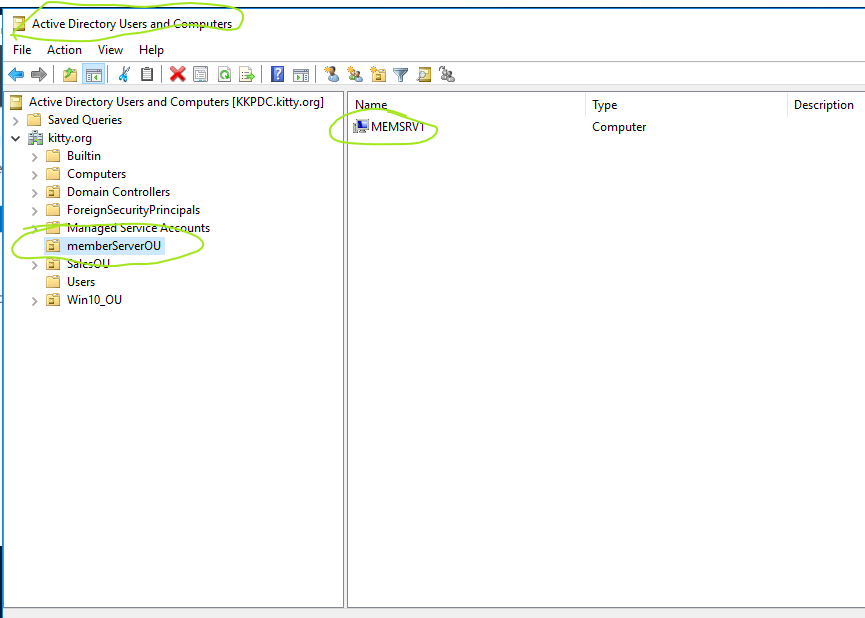 Active Directory Users and Computers
File Action View Help
Active Directory Users and Computers [KKPDC.kitty.org]
Saved Queries
kitty.org
Builtin
Computers
Domain Controllers
ForeignSecurityPrincipals
Managed Service Accounts
memberServerOU
SalesOU
Users
Win10_OU
Name Type Description
MEMSRV1 Computer